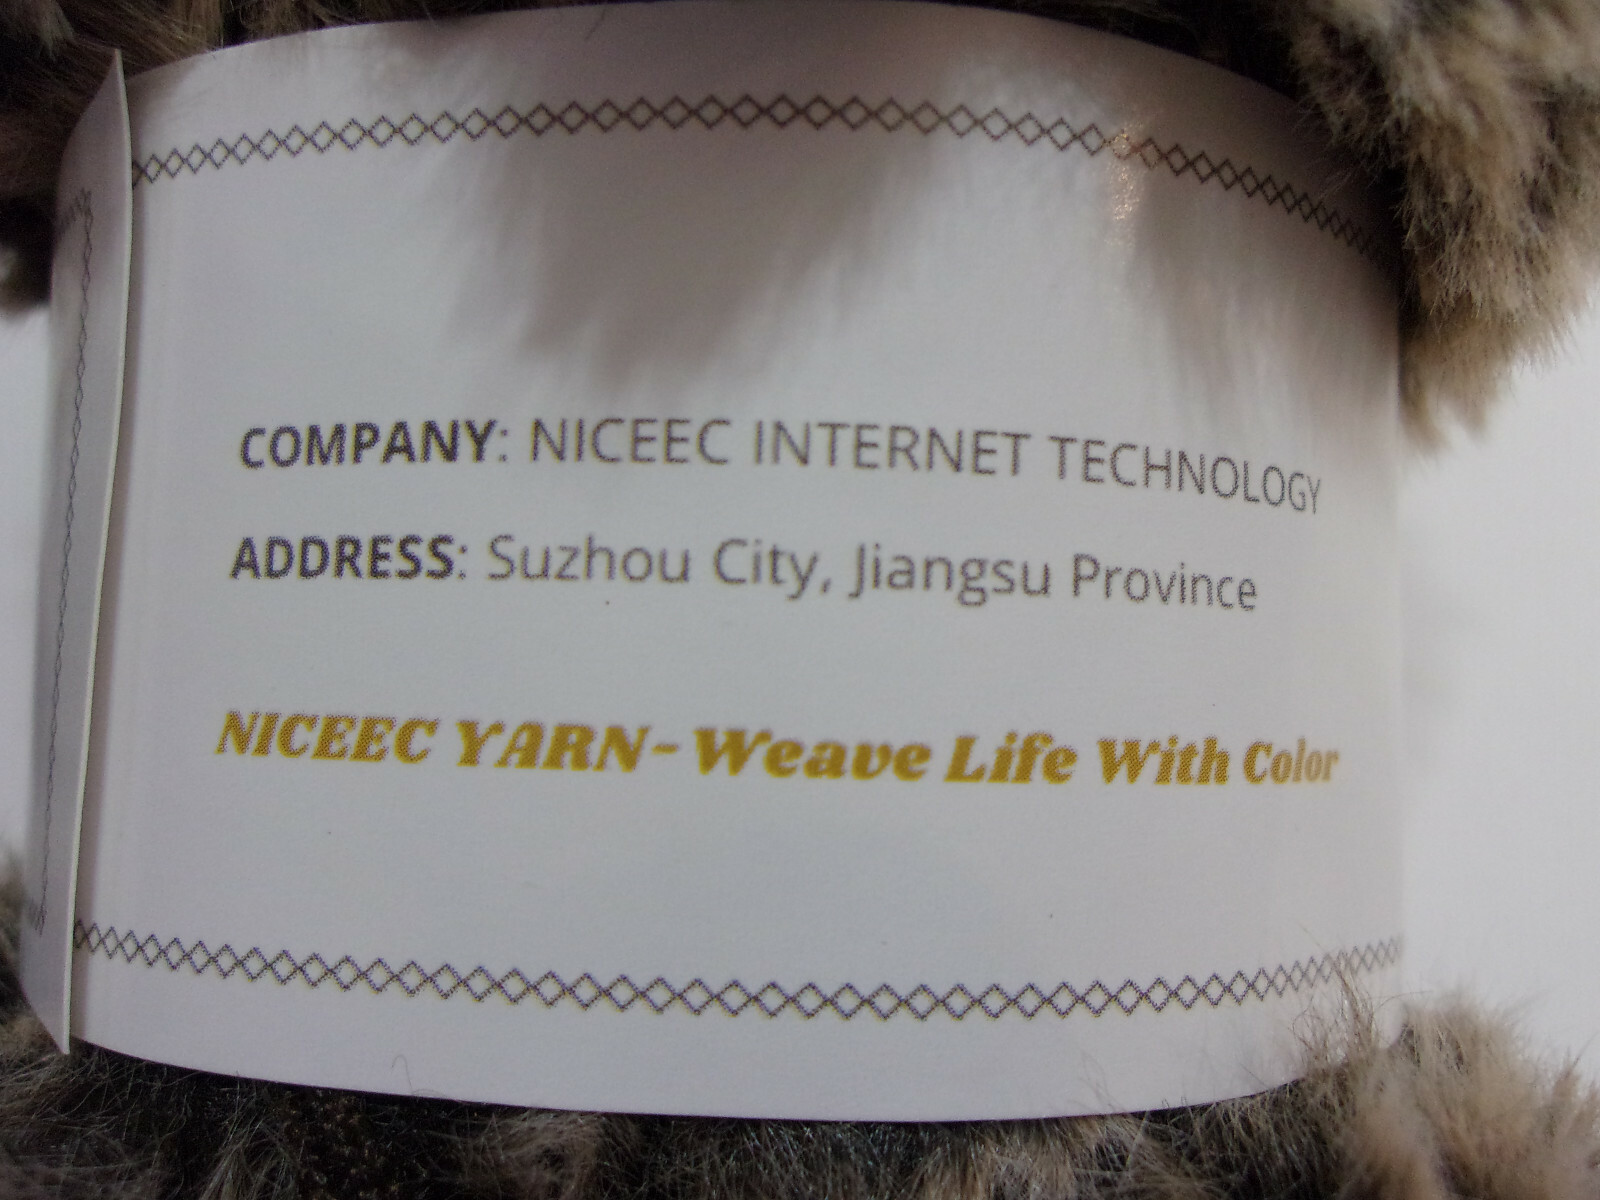 COMPANY: NICEEC INTERNET TECHNOLOGY
ADDRESS: Suzhou City, Jiangsu Province
NICEEC YARN- Weave Life With Color